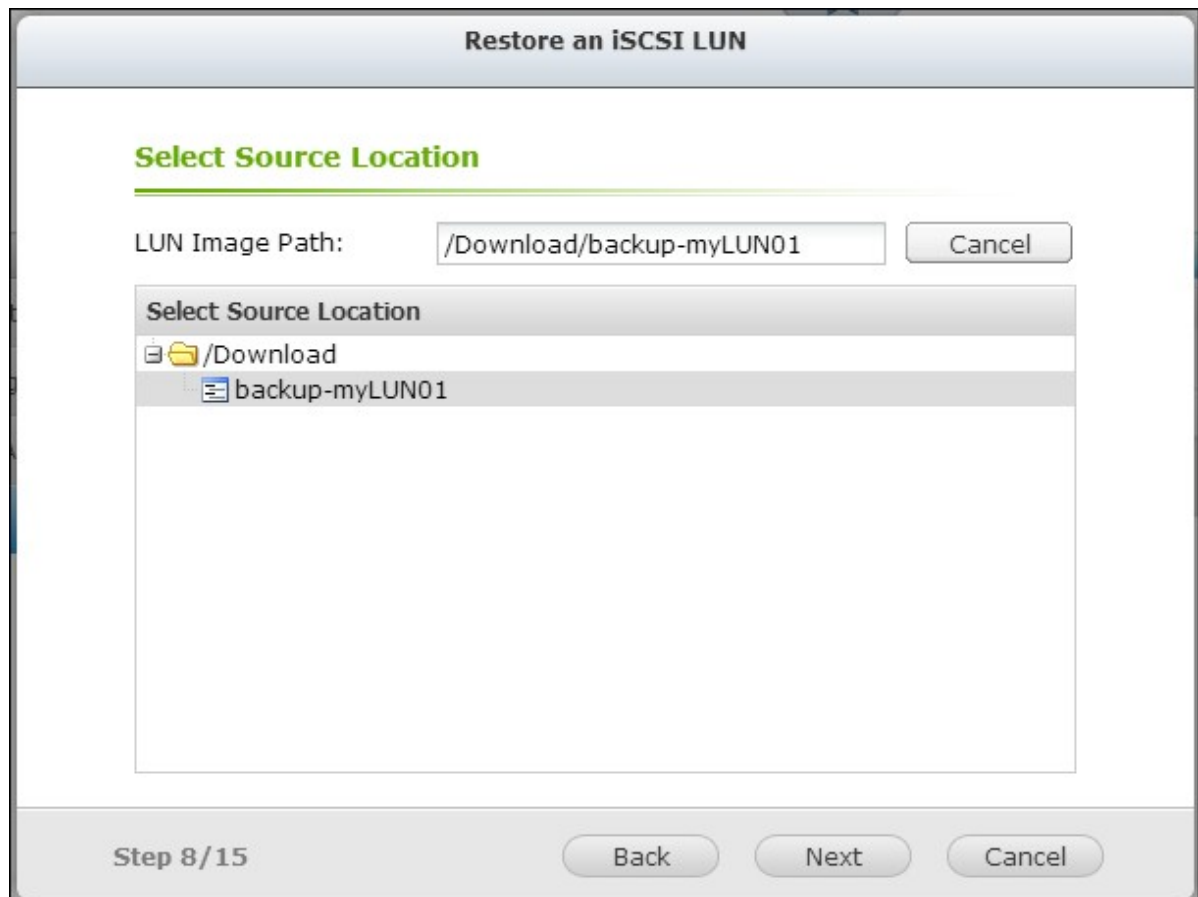 Restore an iSCSI LUN
Select Source Location
LUN Image Path: /Download/backup-myLUN01 Cancel
Select Source Location
/Download
backup-myLUN01
Step 8/15 Back Next Cancel